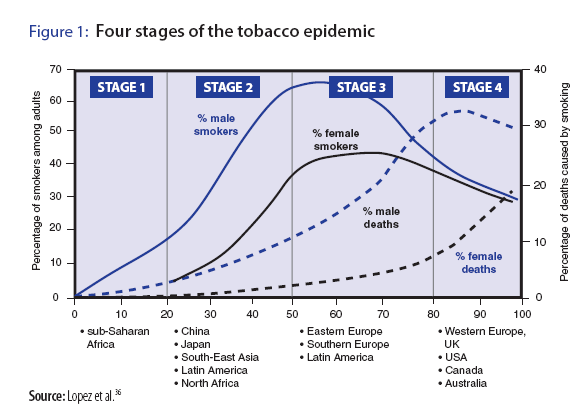 Figure 1: Four stages of the tobacco epidemic
70
60
50
40
30
20
10
0
Percentage of smokers among adults
STAGE 1
STAGE 2
STAGE 3
STAGE 4
% male
smokers
% female
smokers
% male
deaths
% female
deaths
40
30
20
10
0
Percentage of deaths caused by smoking
0 10 20 30 40 50 60 70 80 90 100
• sub-Saharan
Africa
• China
• Japan
• South-East Asia
• Latin America
• North Africa
• Eastern Europe
• Southern Europe
• Latin America
• Western Europe,
UK
• USA
• Canada
• Australia
Source: Lopez et al.36